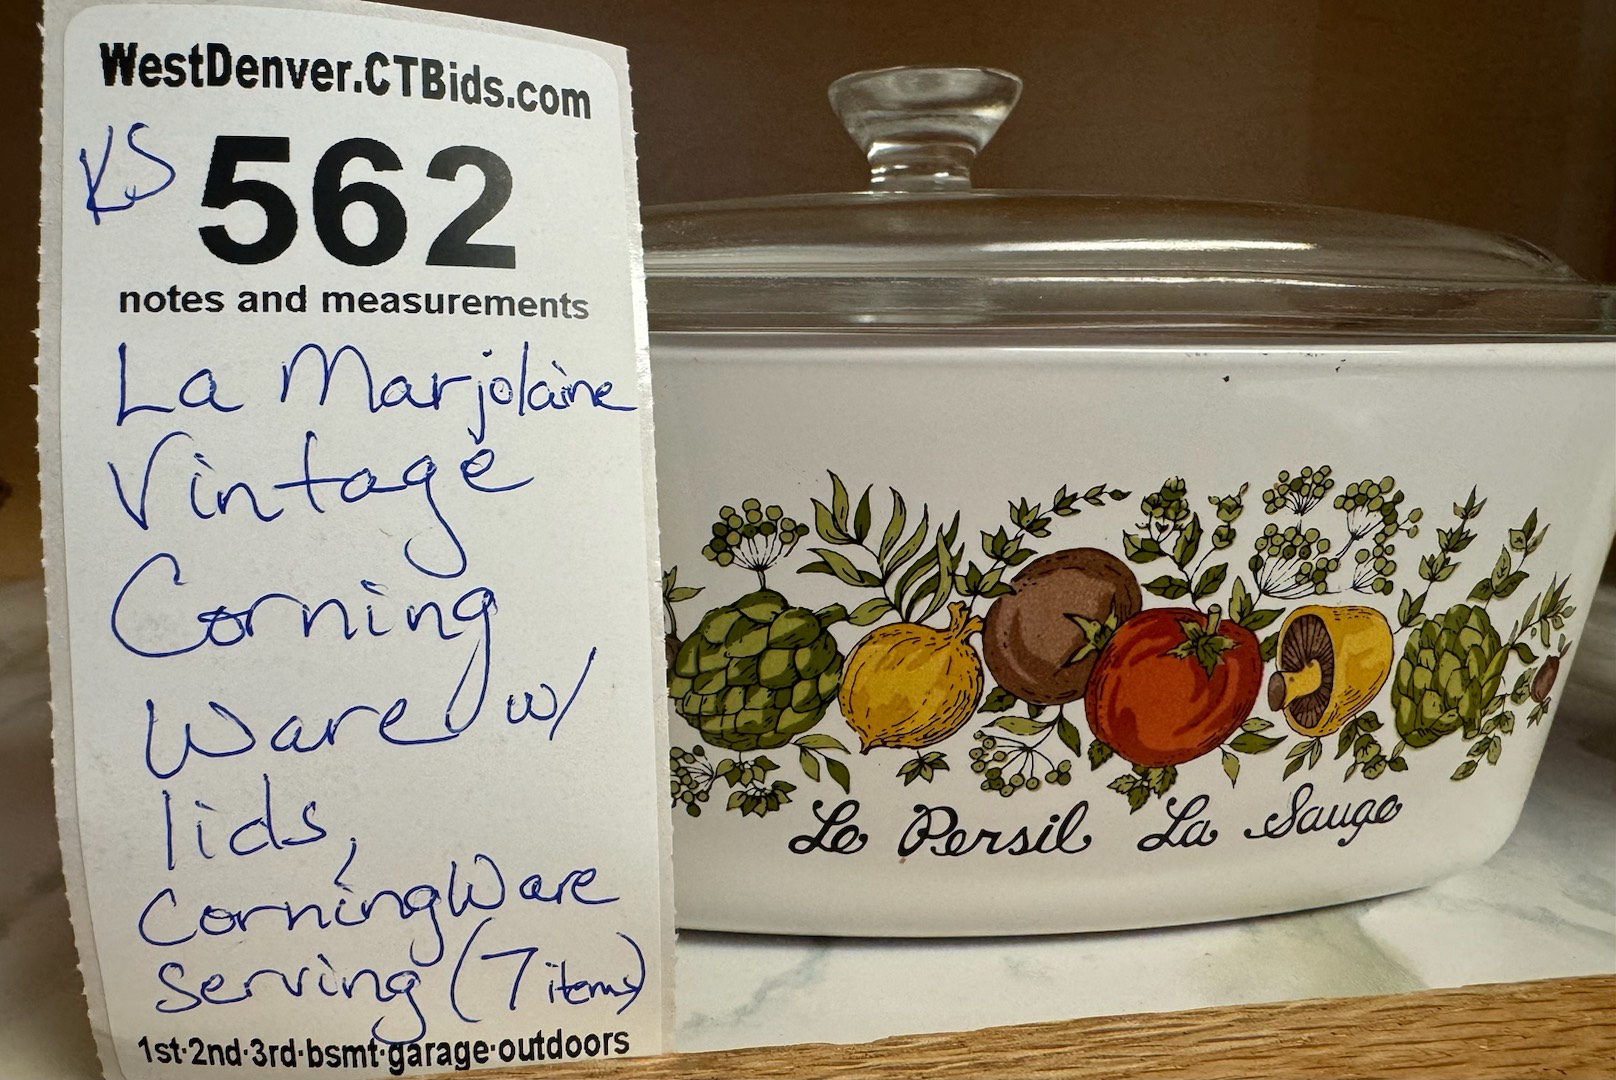 WestDenver.CTBids.com
KS 562
notes and measurements
La Marjolaine
Vintage
Corning
Ware w/
lids,
CorningWare
Serving (7 items)
1st·2nd·3rd·bsmt·garage·outdoors
Le Persil La Sauge